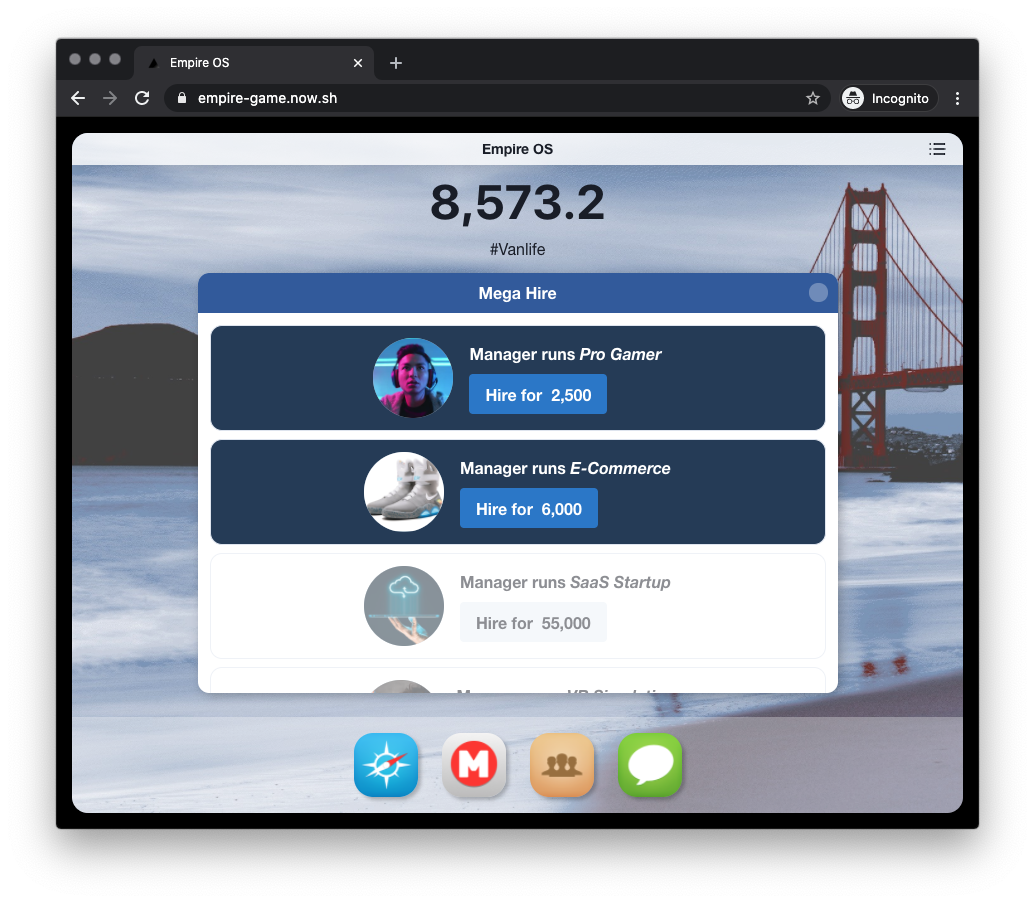 Empire OS
empire-game.now.sh
Incognito
Empire OS
8,573.2
#Vanlife
Mega Hire
Manager runs Pro Gamer
Hire for 2,500
Manager runs E-Commerce
Hire for 6,000
Manager runs SaaS Startup
Hire for 55,000
M